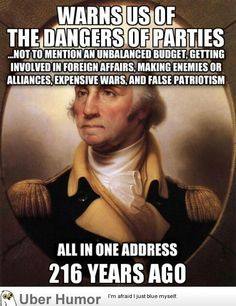 WARNS US OF
THE DANGERS OF PARTIES
...NOT TO MENTION AN UNBALANCED BUDGET, GETTING
INVOLVED IN FOREIGN AFFAIRS, MAKING ENEMIES OR
ALLIANCES, EXPENSIVE WARS, AND FALSE PATRIOTISM
ALL IN ONE ADDRESS
216 YEARS AGO
Uber Humor
I'm afraid I just blue myself.